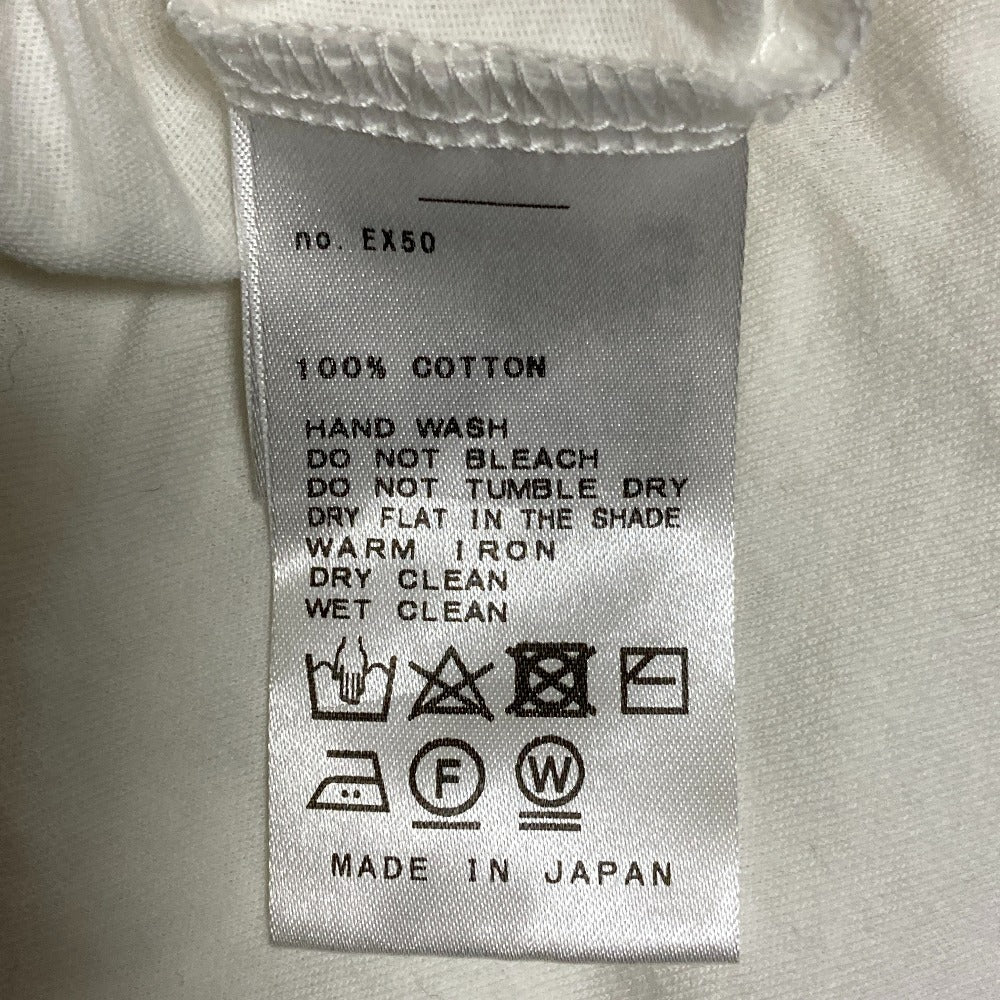 no. EX50
100% COTTON
HAND WASH
DO NOT BLEACH
DO NOT TUMBLE DRY
DRY FLAT IN THE SHADE
WARM IRON
DRY CLEAN
WET CLEAN
F W
MADE IN JAPAN